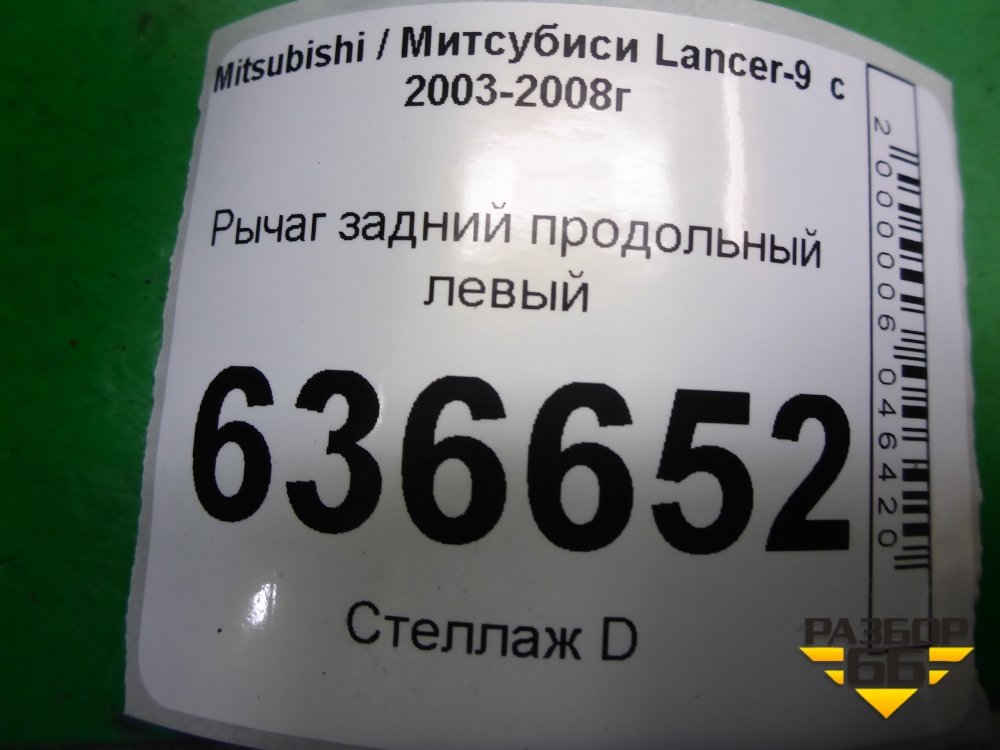 Mitsubishi / Митсубиси Lancer-9 с
2003-2008г
Рычаг задний продольный
левый
636652
Стеллаж D
2000006046420
РАЗБОР
66